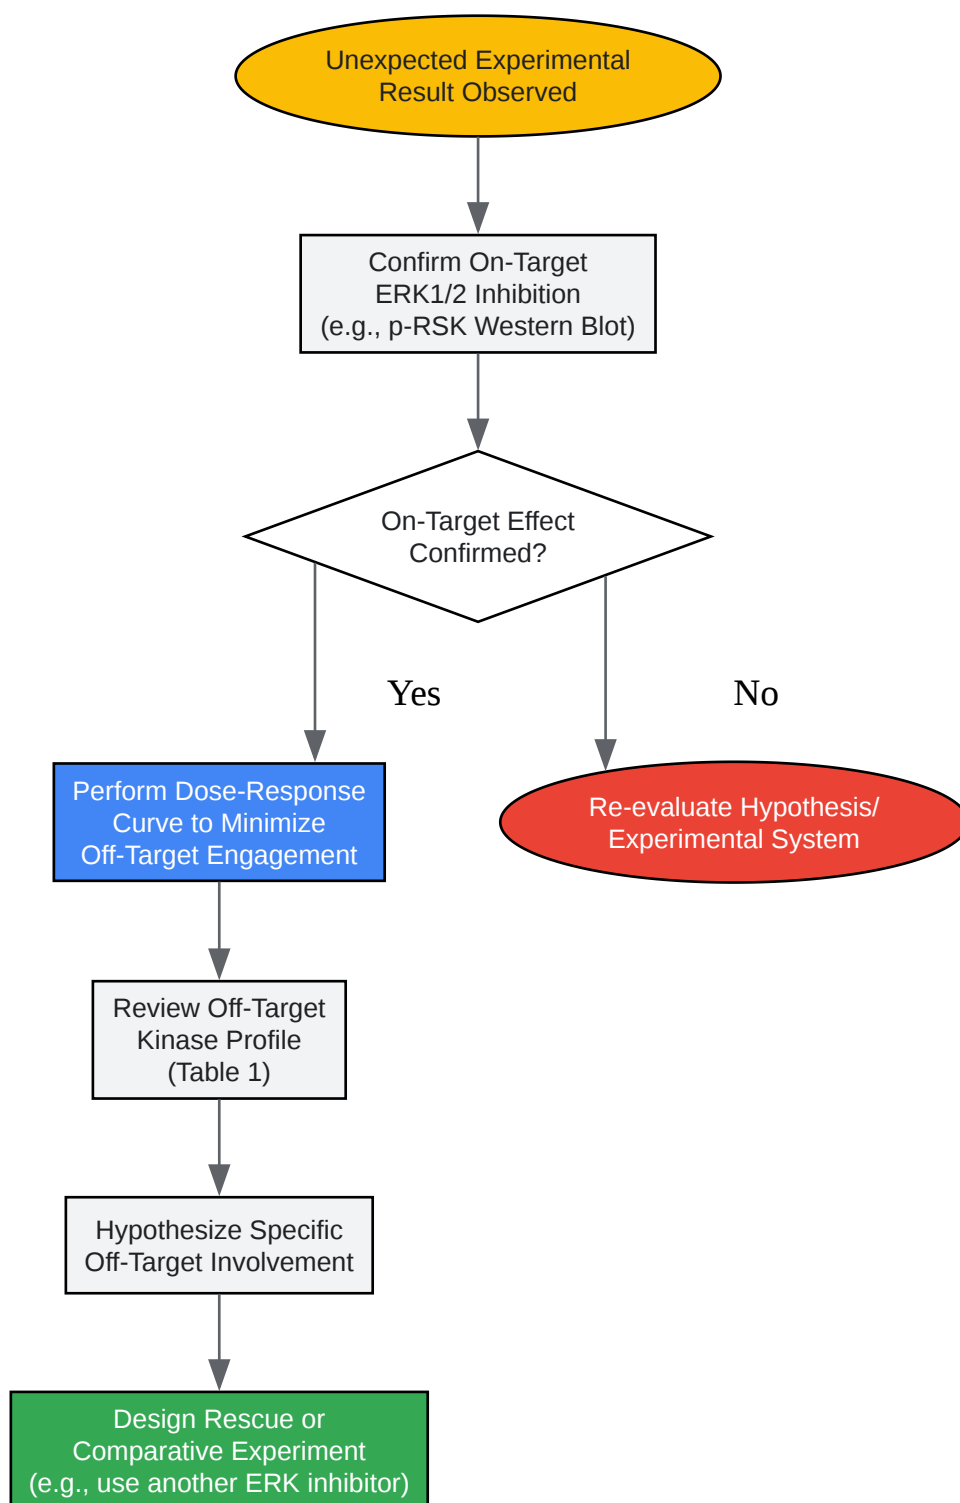 Unexpected Experimental
Result Observed
Confirm On-Target
ERK1/2 Inhibition
(e.g., p-RSK Western Blot)
On-Target Effect
Confirmed?
Yes
No
Perform Dose-Response
Curve to Minimize
Off-Target Engagement
Re-evaluate Hypothesis/
Experimental System
Review Off-Target
Kinase Profile
(Table 1)
Hypothesize Specific
Off-Target Involvement
Design Rescue or
Comparative Experiment
(e.g., use another ERK inhibitor)